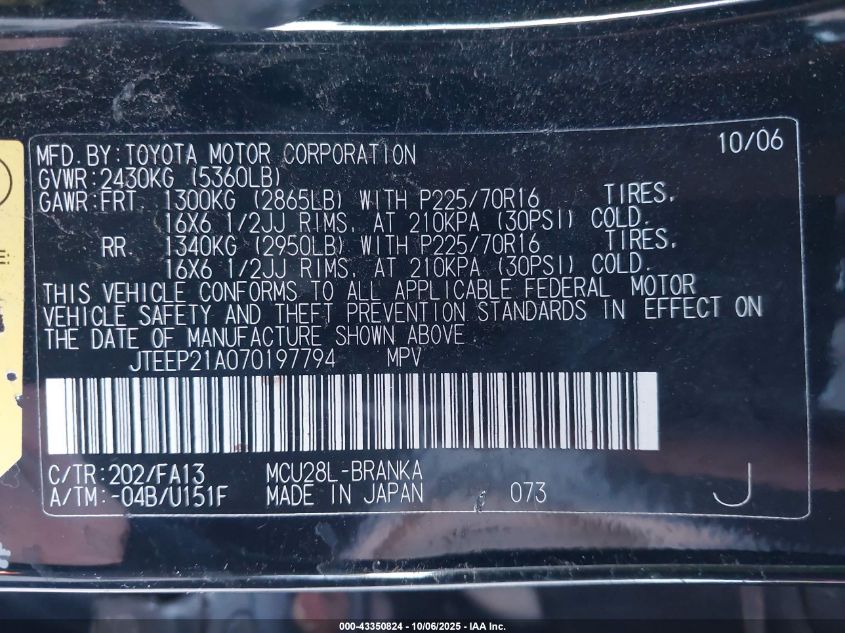 10/06
MFD.BY:TOYOTA MOTOR CORPORATION
GVWR:2430KG (5360LB)
GAWR:FRT. 1300KG (2865LB) WITH P225/70R16 TIRES,
16X6 1/2JJ RIMS, AT 210KPA (30PSI) COLD.
RR. 1340KG (2950LB) WITH P225/70R16 TIRES,
16X6 1/2JJ RIMS, AT 210KPA (30PSI) COLD.
THIS VEHICLE CONFORMS TO ALL APPLICABLE FEDERAL MOTOR
VEHICLE SAFETY AND THEFT PREVENTION STANDARDS IN EFFECT ON
THE DATE OF MANUFACTURE SHOWN ABOVE.
JTEEP21A070197794 MPV
C/TR:202/FA13 MCU28L-BRANKA
A/TM:-04B/U151F MADE IN JAPAN 073 J
000-43350824 - 10/06/2025 - IAA Inc.